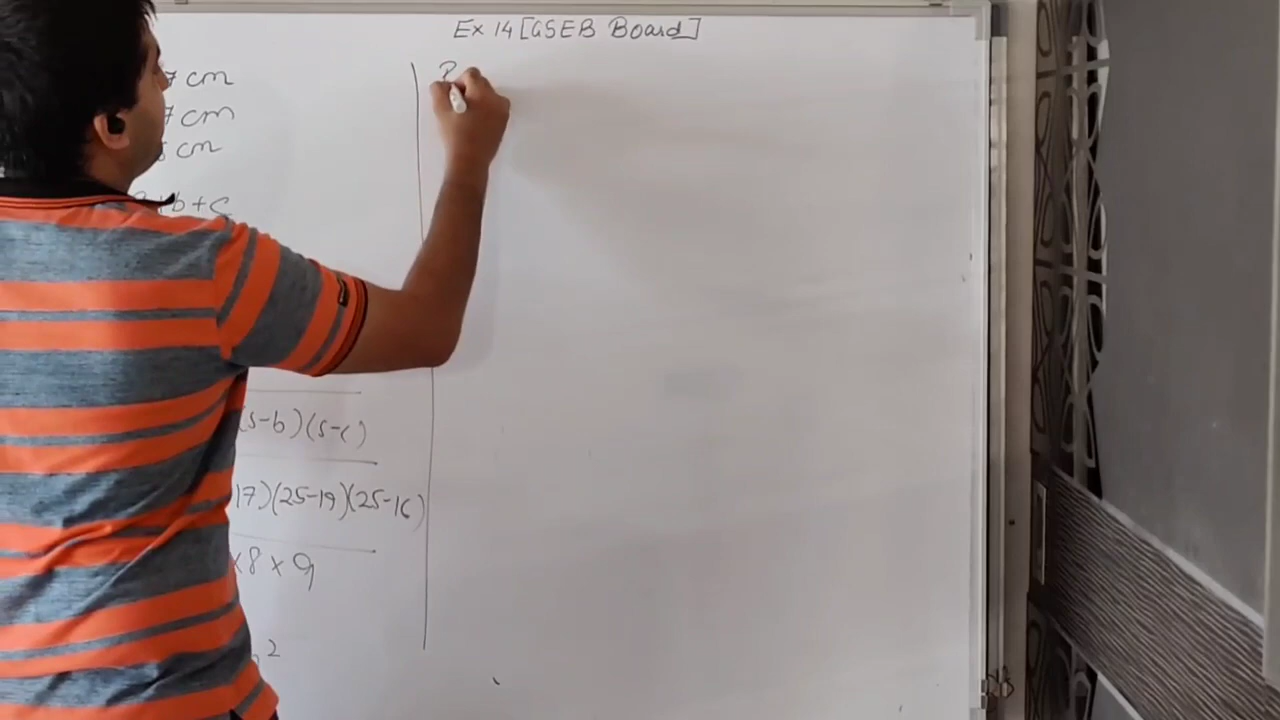 Ex 14 [GSEB Board]
7 cm
7 cm
cm
b + c
(s-b)(s-c)
17)(25-19)(25-16)
x 8 x 9
2